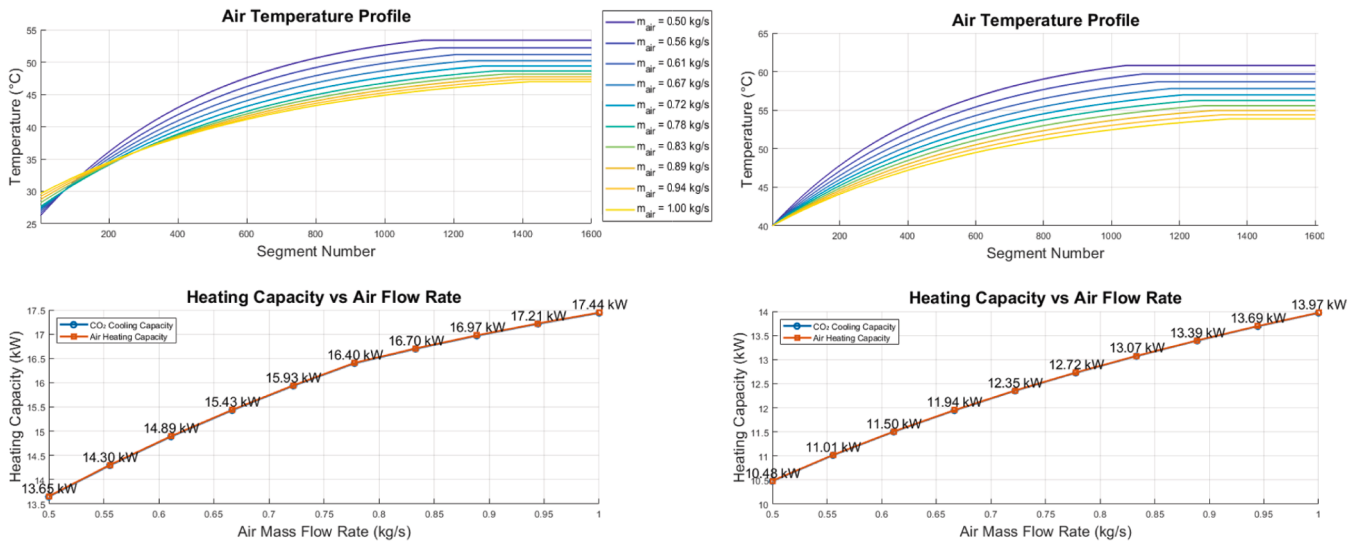 Air Temperature Profile
55
50
45
40
35
30
25
Temperature (°C)
200 400 600 800 1000 1200 1400 1600
Segment Number
m_air = 0.50 kg/s
m_air = 0.56 kg/s
m_air = 0.61 kg/s
m_air = 0.67 kg/s
m_air = 0.72 kg/s
m_air = 0.78 kg/s
m_air = 0.83 kg/s
m_air = 0.89 kg/s
m_air = 0.94 kg/s
m_air = 1.00 kg/s
Air Temperature Profile
65
60
55
50
45
40
Temperature (°C)
200 400 600 800 1000 1200 1400 1600
Segment Number
Heating Capacity vs Air Flow Rate
17.5
17
16.5
16
15.5
15
14.5
14
13.5
Heating Capacity (kW)
CO₂ Cooling Capacity
Air Heating Capacity
13.65 kW
14.30 kW
14.89 kW
15.43 kW
15.93 kW
16.40 kW
16.70 kW
16.97 kW
17.21 kW
17.44 kW
0.5 0.55 0.6 0.65 0.7 0.75 0.8 0.85 0.9 0.95 1
Air Mass Flow Rate (kg/s)
Heating Capacity vs Air Flow Rate
14
13.5
13
12.5
12
11.5
11
10.5
10
Heating Capacity (kW)
CO₂ Cooling Capacity
Air Heating Capacity
10.48 kW
11.01 kW
11.50 kW
11.94 kW
12.35 kW
12.72 kW
13.07 kW
13.39 kW
13.69 kW
13.97 kW
0.5 0.55 0.6 0.65 0.7 0.75 0.8 0.85 0.9 0.95 1
Air Mass Flow Rate (kg/s)